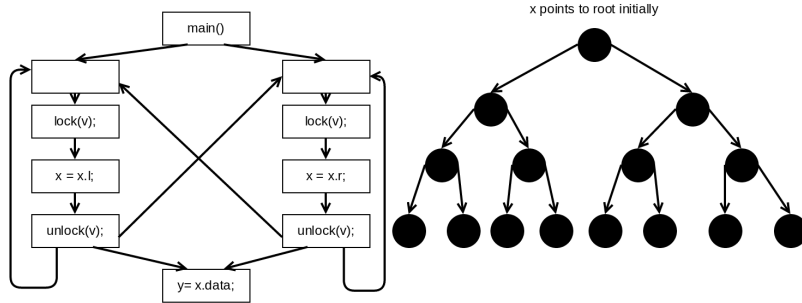 x points to root initially
main()
lock(v);
lock(v);
x = x.l;
x = x.r;
unlock(v);
unlock(v);
y= x.data;